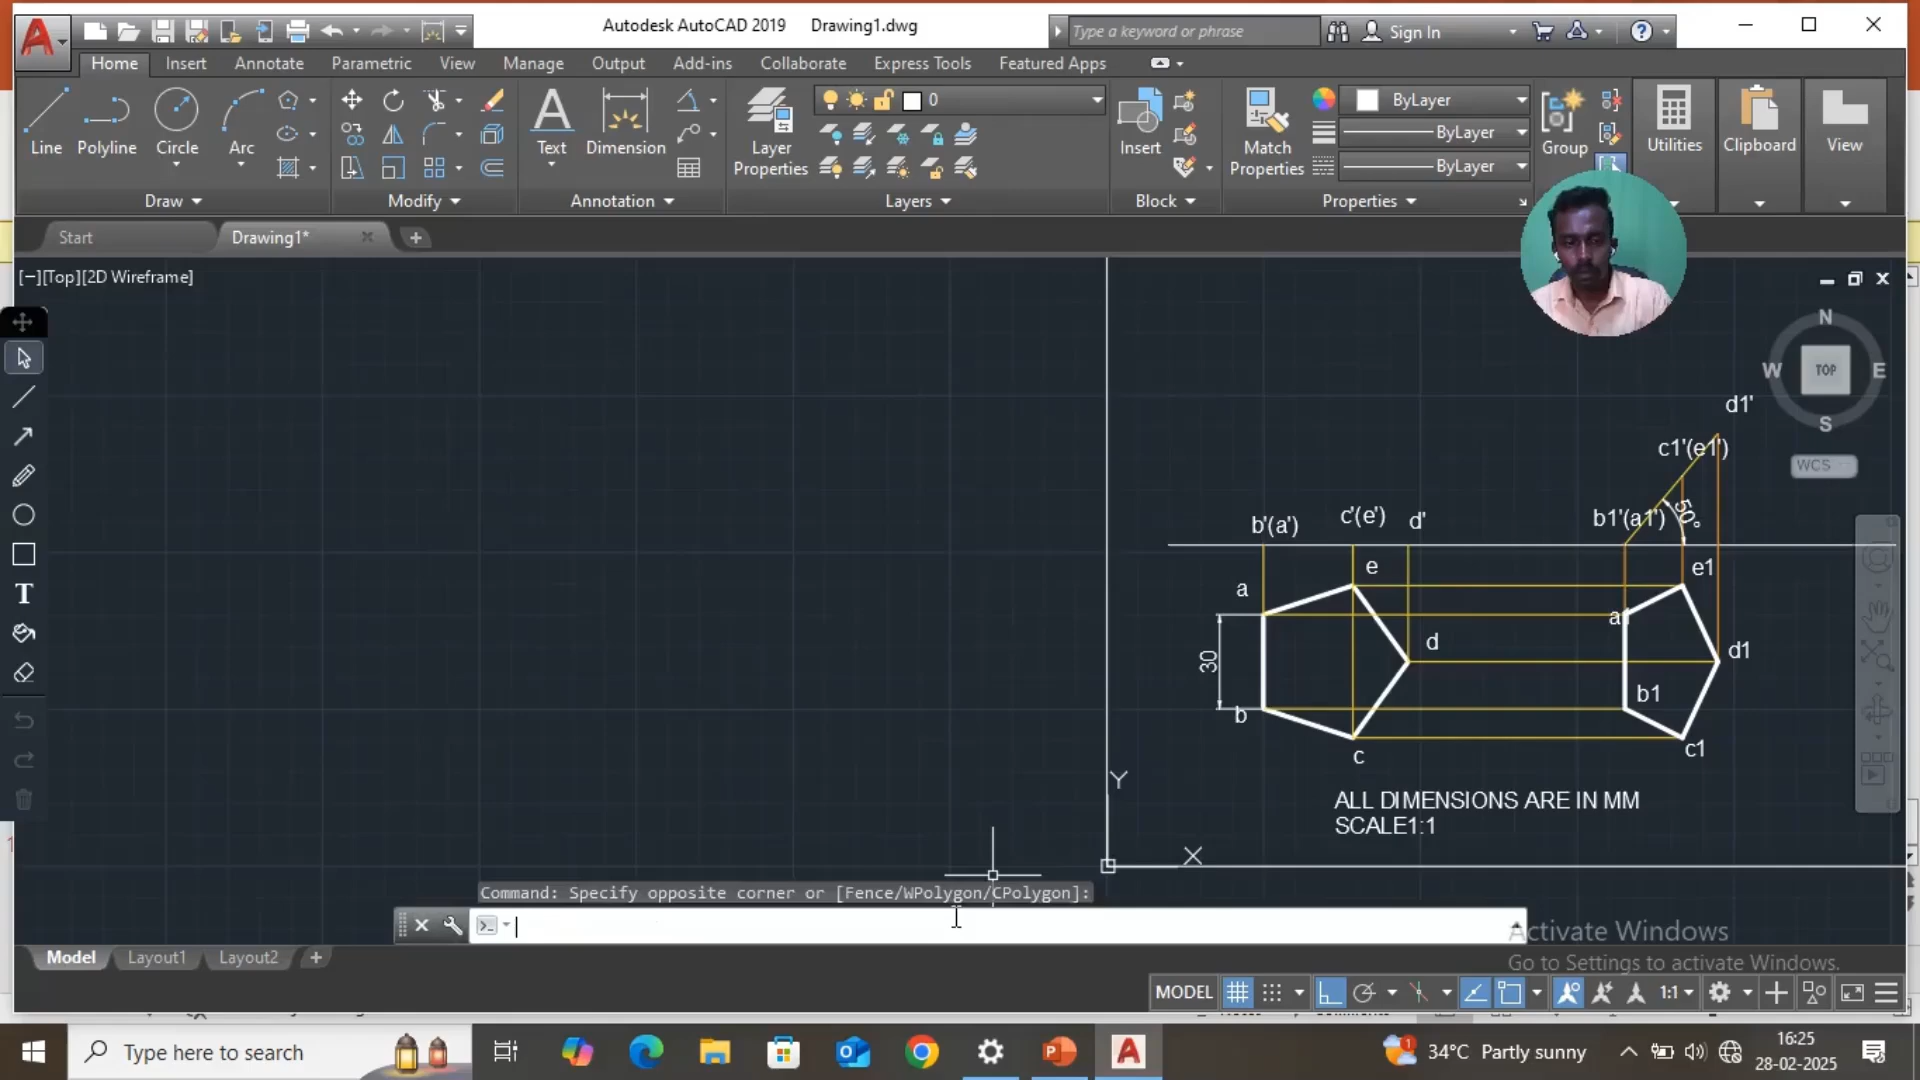 Autodesk AutoCAD 2019 Drawing1.dwg
Type a keyword or phrase
Sign In
Home Insert Annotate Parametric View Manage Output Add-ins Collaborate Express Tools Featured Apps
0
ByLayer
ByLayer
ByLayer
Line Polyline Circle Arc
Text Dimension
Layer Properties
Insert
Match Properties
Group
Utilities
Clipboard
View
Draw Modify Annotation Layers Block Properties
Start Drawing1*
[−][Top][2D Wireframe]
N
W TOP E
S
WCS
d1'
c1'(e1')
b'(a') c'(e') d' b1'(a1') 50°
e e1
a a1
30
d d1
b b1
c c1
ALL DIMENSIONS ARE IN MM
SCALE1:1
Y
X
Command: Specify opposite corner or [Fence/WPolygon/CPolygon]:
Activate Windows
Go to Settings to activate Windows.
Model Layout1 Layout2
MODEL
1:1
Type here to search
34°C Partly sunny
16:25
28-02-2025